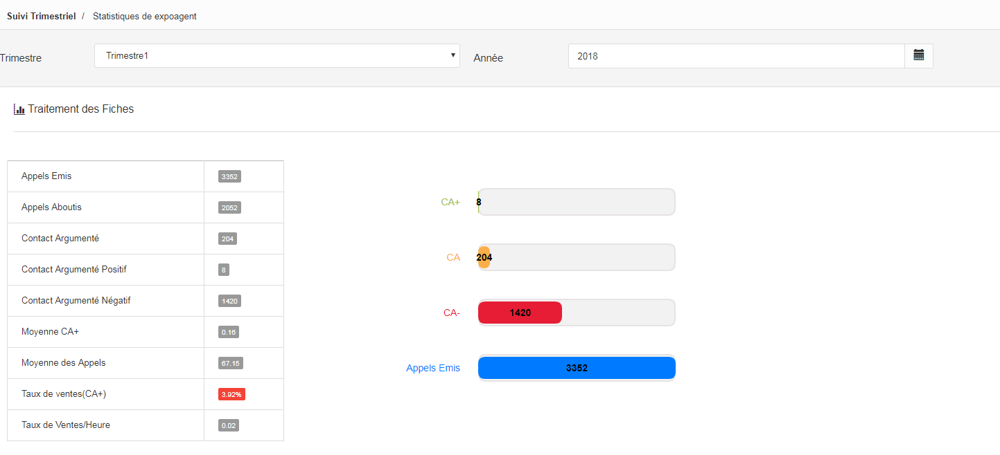 Suivi Trimestriel / Statistiques de expoagent
Trimestre Trimestre1 Année 2018
Traitement des Fiches
Appels Emis 3352
Appels Aboutis 2052
Contact Argumenté 204
Contact Argumenté Positif 8
Contact Argumenté Négatif 1420
Moyenne CA+ 0.16
Moyenne des Appels 67.15
Taux de ventes(CA+) 3.92%
Taux de Ventes/Heure 0.02
CA+ 8
CA 204
CA- 1420
Appels Emis 3352